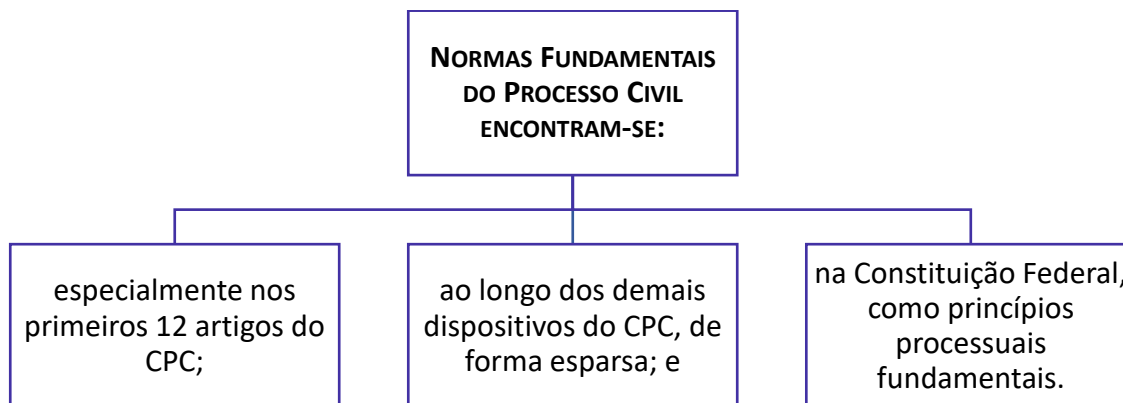 NORMAS FUNDAMENTAIS
DO PROCESSO CIVIL
ENCONTRAM-SE:
especialmente nos
primeiros 12 artigos do
CPC;
ao longo dos demais
dispositivos do CPC, de
forma esparsa; e
na Constituição Federal,
como princípios
processuais
fundamentais.